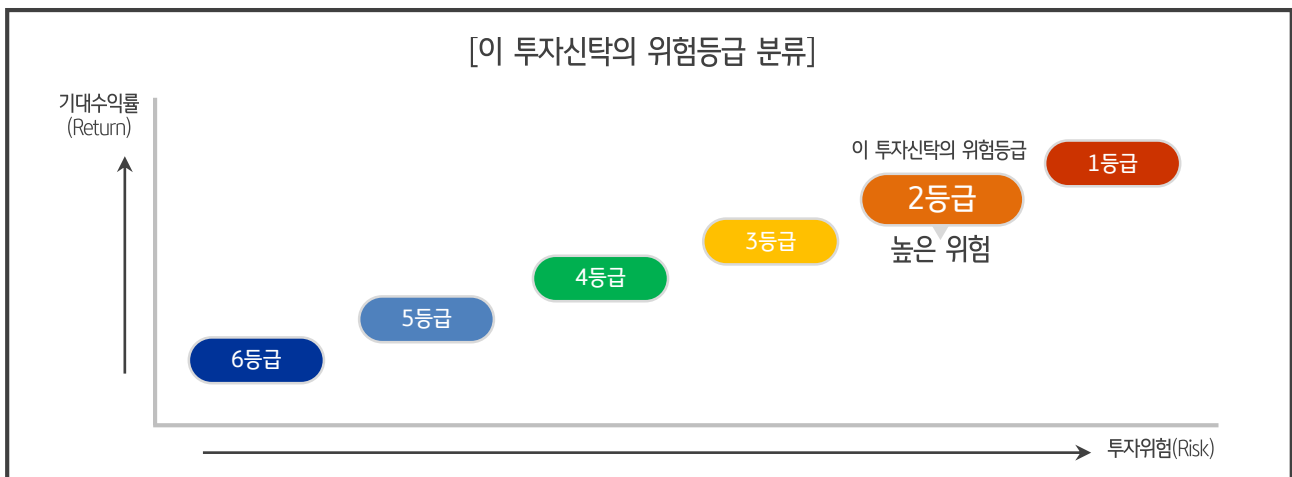 [이 투자신탁의 위험등급 분류]
기대수익률
(Return)
이 투자신탁의 위험등급
1등급
2등급
높은 위험
3등급
4등급
5등급
6등급
투자위험(Risk)